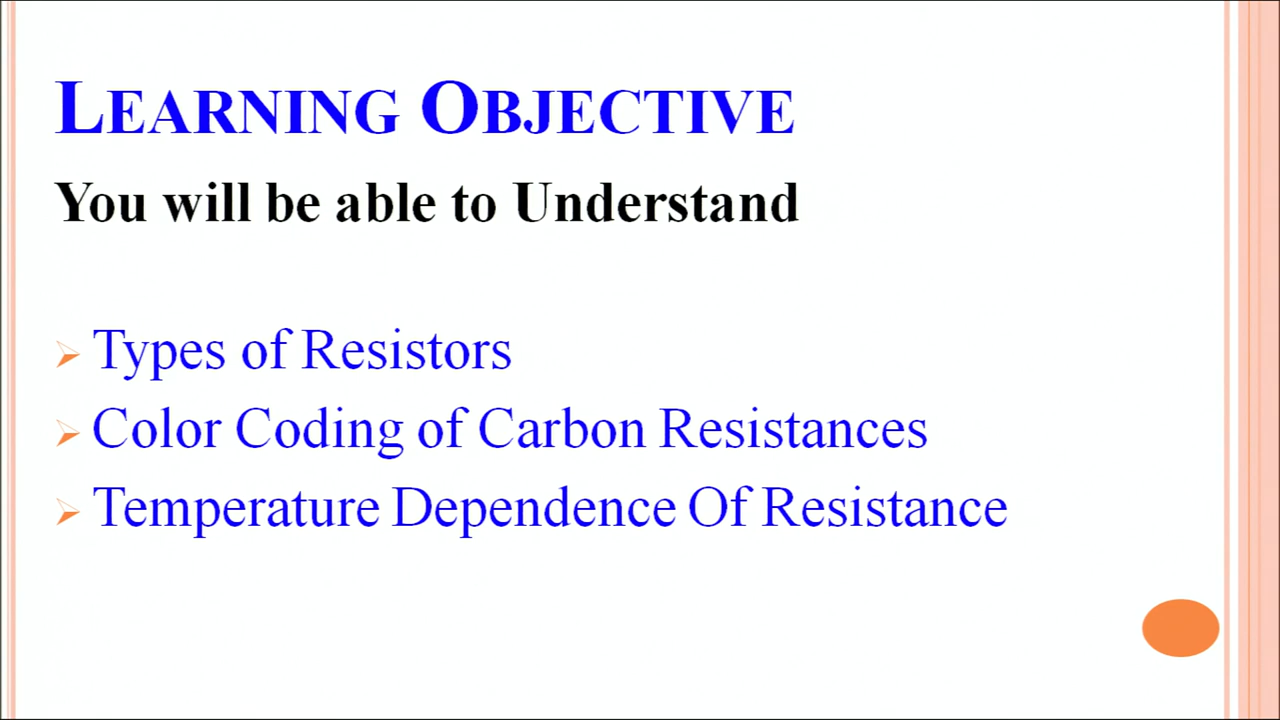 LEARNING OBJECTIVE
You will be able to Understand
Types of Resistors
Color Coding of Carbon Resistances
Temperature Dependence Of Resistance